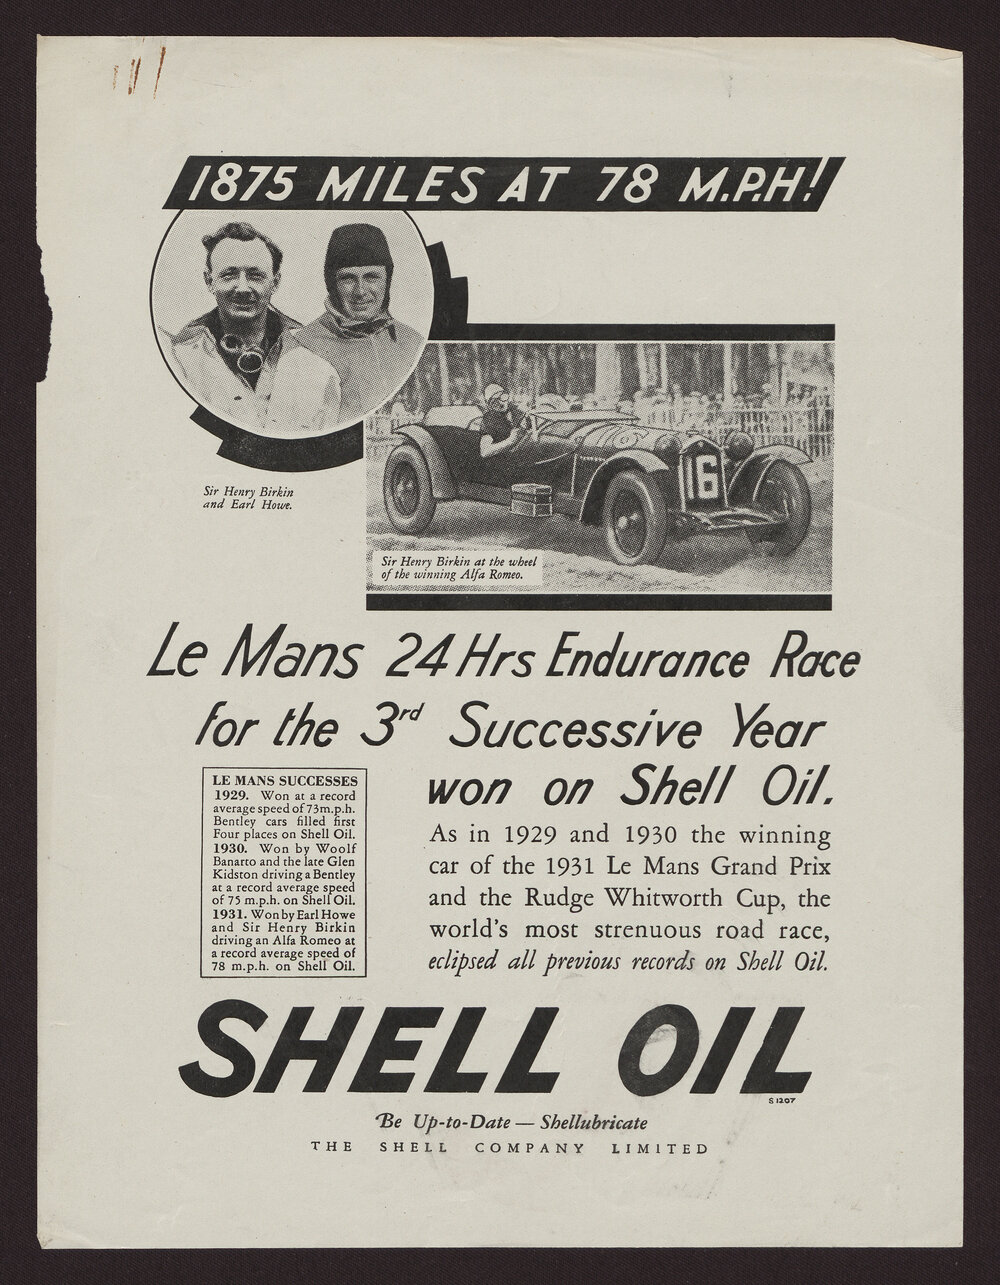 1875 MILES AT 78 M.P.H!
Sir Henry Birkin
and Earl Howe.
16
Sir Henry Birkin at the wheel
of the winning Alfa Romeo.
Le Mans 24 Hrs Endurance Race
for the 3rd Successive Year
won on Shell Oil.
LE MANS SUCCESSES
1929. Won at a record
average speed of 73m.p.h.
Bentley cars filled first
Four places on Shell Oil.
1930. Won by Woolf
Banarto and the late Glen
Kidston driving a Bentley
at a record average speed
of 75 m.p.h. on Shell Oil.
1931. Won by Earl Howe
and Sir Henry Birkin
driving an Alfa Romeo at
a record average speed of
78 m.p.h. on Shell Oil.
As in 1929 and 1930 the winning
car of the 1931 Le Mans Grand Prix
and the Rudge Whitworth Cup, the
world's most strenuous road race,
eclipsed all previous records on Shell Oil.
SHELL OIL
S 1207
Be Up-to-Date — Shellubricate
THE SHELL COMPANY LIMITED